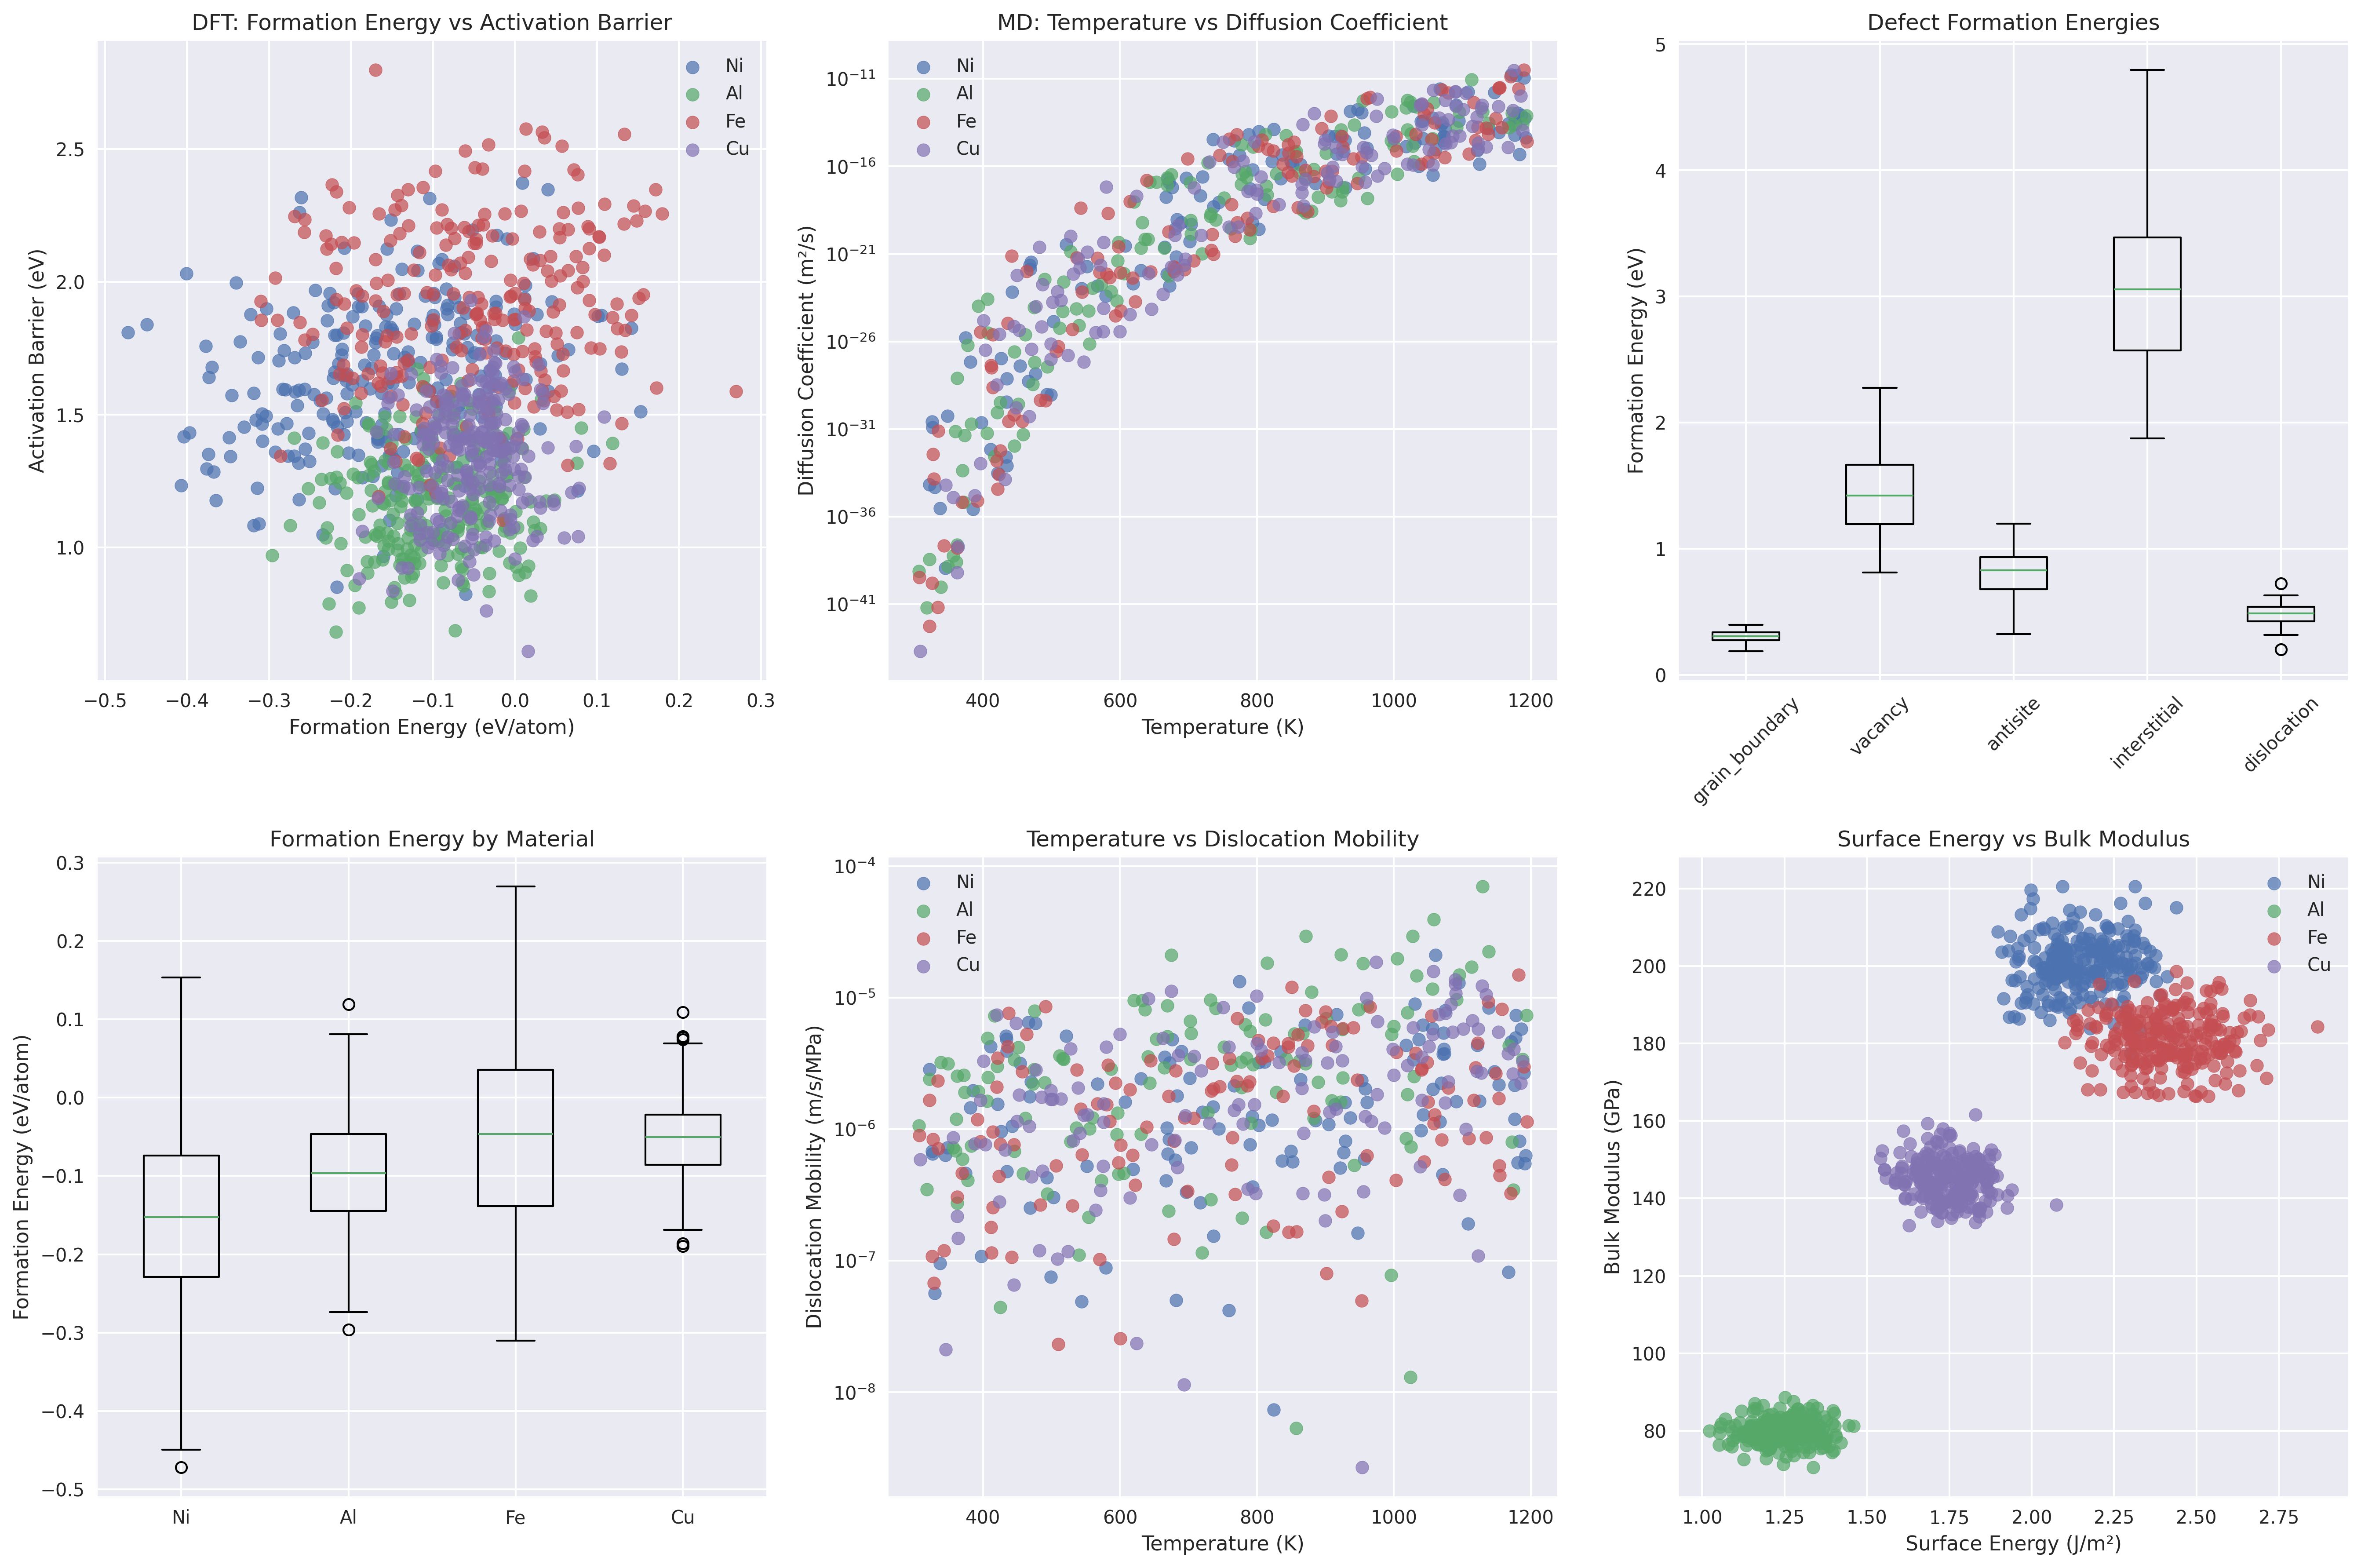 DFT: Formation Energy vs Activation Barrier
Ni
Al
Fe
Cu
2.5
2.0
1.5
1.0
Activation Barrier (eV)
−0.5 −0.4 −0.3 −0.2 −0.1 0.0 0.1 0.2 0.3
Formation Energy (eV/atom)
MD: Temperature vs Diffusion Coefficient
Ni
Al
Fe
Cu
10⁻¹¹
10⁻¹⁶
10⁻²¹
10⁻²⁶
10⁻³¹
10⁻³⁶
10⁻⁴¹
Diffusion Coefficient (m²/s)
400 600 800 1000 1200
Temperature (K)
Defect Formation Energies
5
4
3
2
1
0
Formation Energy (eV)
grain_boundary vacancy antisite interstitial dislocation
Formation Energy by Material
0.3
0.2
0.1
0.0
−0.1
−0.2
−0.3
−0.4
−0.5
Formation Energy (eV/atom)
Ni Al Fe Cu
Temperature vs Dislocation Mobility
Ni
Al
Fe
Cu
10⁻⁴
10⁻⁵
10⁻⁶
10⁻⁷
10⁻⁸
Dislocation Mobility (m/s/MPa)
400 600 800 1000 1200
Temperature (K)
Surface Energy vs Bulk Modulus
Ni
Al
Fe
Cu
220
200
180
160
140
120
100
80
Bulk Modulus (GPa)
1.00 1.25 1.50 1.75 2.00 2.25 2.50 2.75
Surface Energy (J/m²)